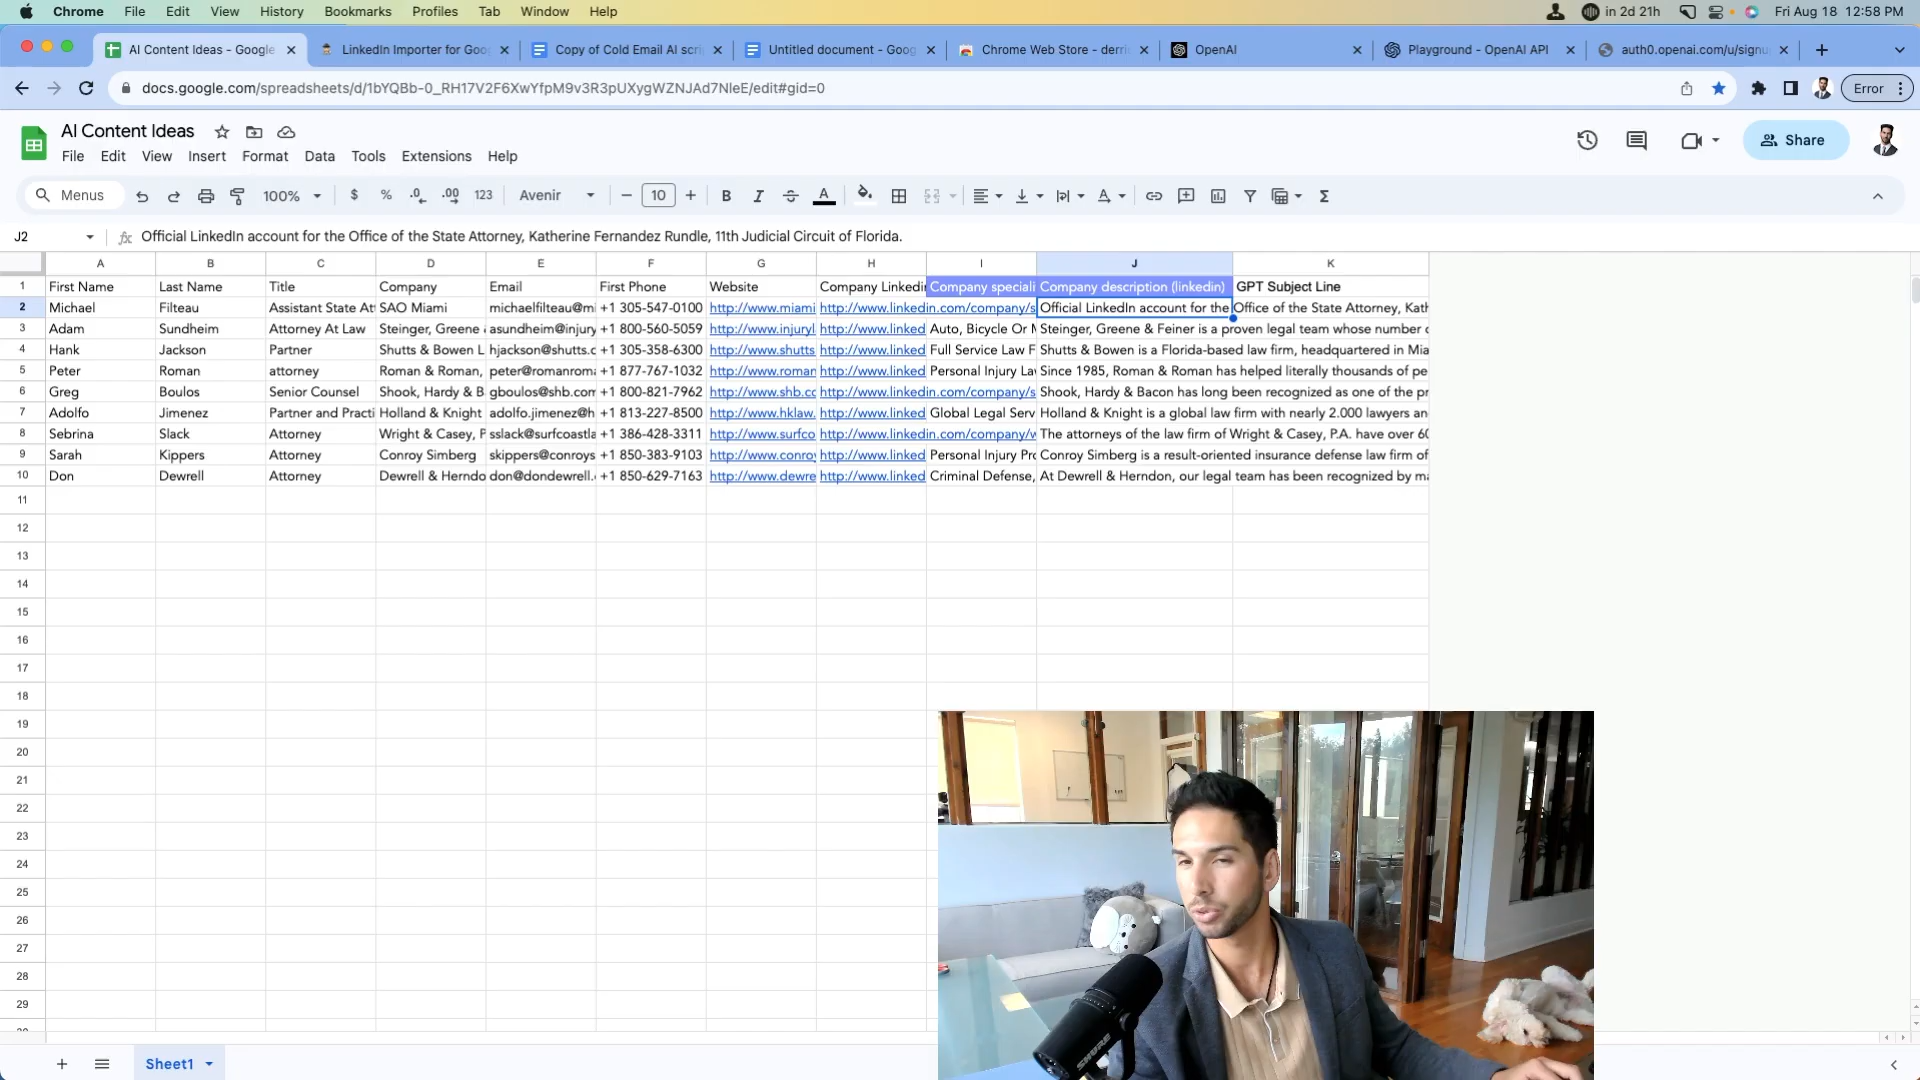 Chrome File Edit View History Bookmarks Profiles Tab Window Help in 2d 21h Fri Aug 18 12:58 PM
AI Content Ideas - Google LinkedIn Importer for Goo Copy of Cold Email AI scri Untitled document - Goog Chrome Web Store - derri OpenAI Playground - OpenAI API auth0.openai.com/u/signu
docs.google.com/spreadsheets/d/1bYQBb-0_RH17V2F6XwYfpM9v3R3pUXygWZNJAd7NleE/edit#gid=0 Error
AI Content Ideas
File Edit View Insert Format Data Tools Extensions Help
Share
Menus 100% $ % .0 .00 123 Avenir 10
J2 Official LinkedIn account for the Office of the State Attorney, Katherine Fernandez Rundle, 11th Judicial Circuit of Florida.
A B C D E F G H I J K
1 First Name Last Name Title Company Email First Phone Website Company Linkedin Company speciali Company description (linkedin) GPT Subject Line
2 Michael Filteau Assistant State Att SAO Miami michaelfilteau@mi +1 305-547-0100 http://www.miami http://www.linkedin.com/company/s Official LinkedIn account for the Office of the State Attorney, Kath
3 Adam Sundheim Attorney At Law Steinger, Greene & asundheim@injury +1 800-560-5059 http://www.injuryl http://www.linked Auto, Bicycle Or M Steinger, Greene & Feiner is a proven legal team whose number o
4 Hank Jackson Partner Shutts & Bowen L hjackson@shutts.c +1 305-358-6300 http://www.shutts http://www.linked Full Service Law F Shutts & Bowen is a Florida-based law firm, headquartered in Mia
5 Peter Roman attorney Roman & Roman, peter@romanroma +1 877-767-1032 http://www.roman http://www.linked Personal Injury Law Since 1985, Roman & Roman has helped literally thousands of pe
6 Greg Boulos Senior Counsel Shook, Hardy & B gboulos@shb.com +1 800-821-7962 http://www.shb.co http://www.linkedin.com/company/s Shook, Hardy & Bacon has long been recognized as one of the pr
7 Adolfo Jimenez Partner and Practi Holland & Knight adolfo.jimenez@h +1 813-227-8500 http://www.hklaw. http://www.linked Global Legal Serv Holland & Knight is a global law firm with nearly 2.000 lawyers an
8 Sebrina Slack Attorney Wright & Casey, P sslack@surfcoastla +1 386-428-3311 http://www.surfco http://www.linkedin.com/company/w The attorneys of the law firm of Wright & Casey, P.A. have over 60
9 Sarah Kippers Attorney Conroy Simberg skippers@conroys +1 850-383-9103 http://www.conroy http://www.linked Personal Injury Pro Conroy Simberg is a result-oriented insurance defense law firm of
10 Don Dewrell Attorney Dewrell & Herndo don@dondewrell. +1 850-629-7163 http://www.dewre http://www.linked Criminal Defense, At Dewrell & Herndon, our legal team has been recognized by ma
11
12
13
14
15
16
17
18
19
20
21
22
23
24
25
26
27
28
29
Sheet1
SHURE